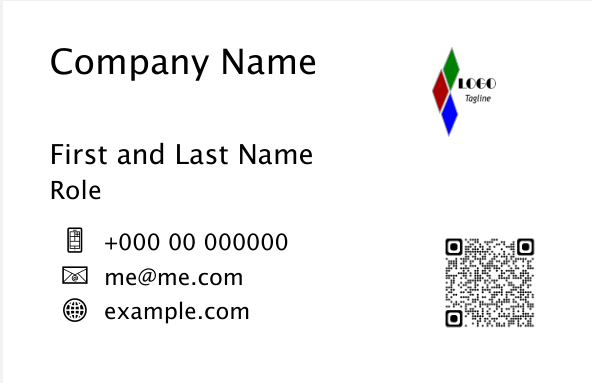 Company Name
LOGO
Tagline
First and Last Name
Role
+000 00 000000
me@me.com
example.com